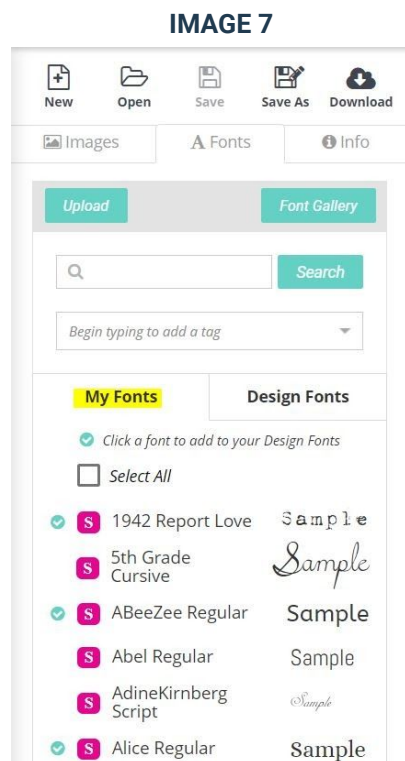 IMAGE 7
New Open Save Save As Download
Images A Fonts Info
Upload Font Gallery
Search
Begin typing to add a tag
My Fonts Design Fonts
Click a font to add to your Design Fonts
Select All
S 1942 Report Love Sample
S 5th Grade Cursive Sample
S ABeeZee Regular Sample
S Abel Regular Sample
S AdineKirnberg Script Sample
S Alice Regular Sample